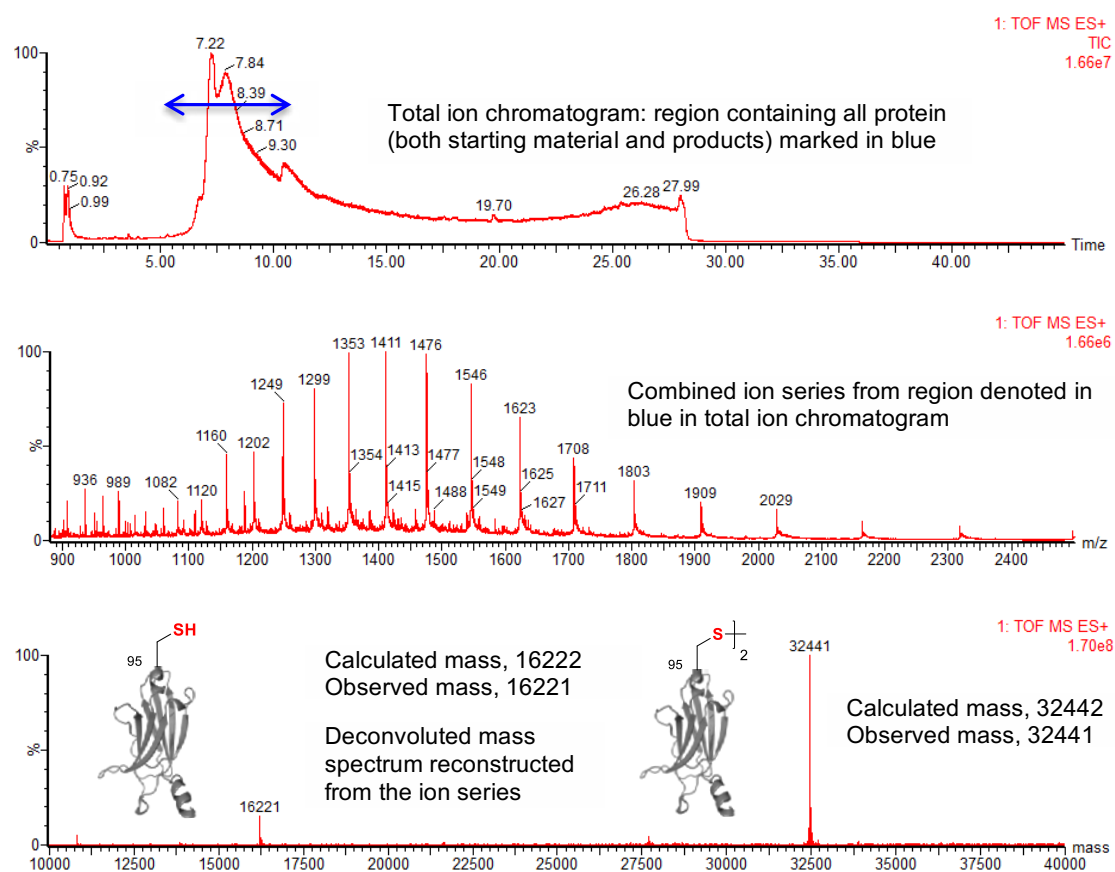 1: TOF MS ES+
TIC
1.66e7
100
%
0
7.22
7.84
8.39
8.71
9.30
0.75
0.92
0.99
19.70
26.28
27.99
Total ion chromatogram: region containing all protein
(both starting material and products) marked in blue
Time
5.00 10.00 15.00 20.00 25.00 30.00 35.00 40.00
1: TOF MS ES+
1.66e6
100
%
0
936
989
1082
1120
1160
1202
1249
1299
1353
1354
1411
1413
1415
1476
1477
1488
1546
1548
1549
1623
1625
1627
1708
1711
1803
1909
2029
Combined ion series from region denoted in
blue in total ion chromatogram
m/z
900 1000 1100 1200 1300 1400 1500 1600 1700 1800 1900 2000 2100 2200 2300 2400
1: TOF MS ES+
1.70e8
100
%
0
SH
95
Calculated mass, 16222
Observed mass, 16221
Deconvoluted mass
spectrum reconstructed
from the ion series
16221
S
2
95
32441
Calculated mass, 32442
Observed mass, 32441
mass
10000 12500 15000 17500 20000 22500 25000 27500 30000 32500 35000 37500 40000